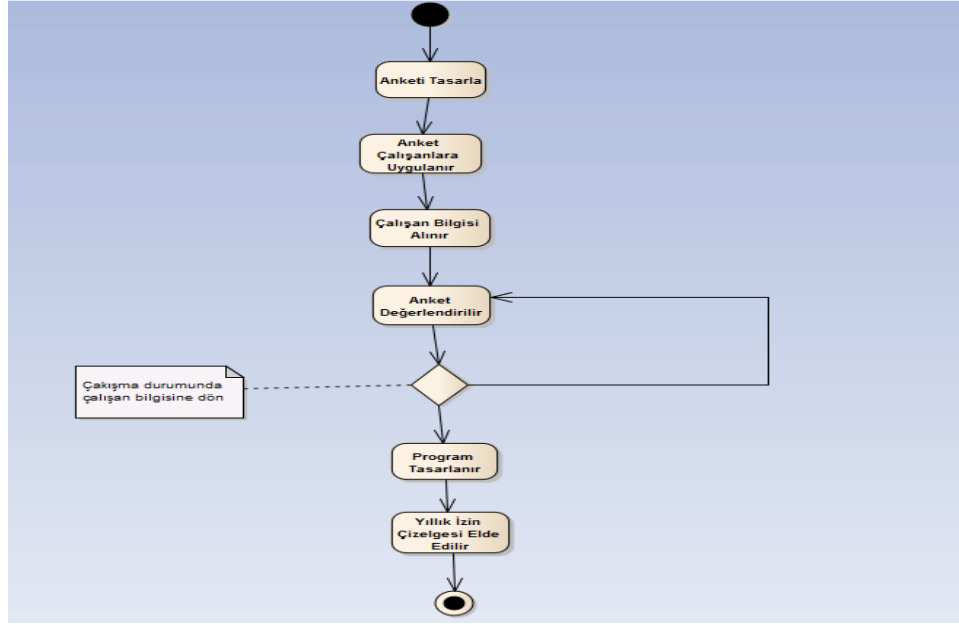 Anketi Tasarla
Anket
Çalışanlara
Uygulanır
Çalışan Bilgisi
Alınır
Anket
Değerlendirilir
Çakışma durumunda
çalışan bilgisine dön
Program
Tasarlanır
Yıllık İzin
Çizelgesi Elde
Edilir